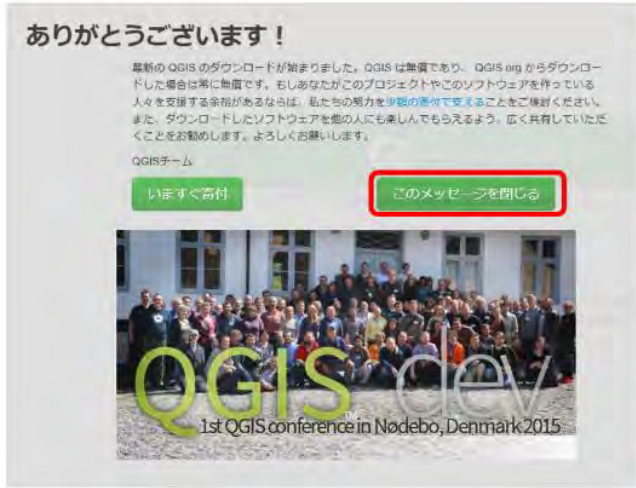 ありがとうございます！
最新の QGIS のダウンロードが始まりました。QGIS は無償であり、 QGIS org からダウンロー
ドした場合は常に無償です。もしあなたがこのプロジェクトやこのソフトウェアを作っている
人々を支援する余裕があるならば、私たちの努力を少額の寄付で支えることをご検討ください。
また、ダウンロードしたソフトウェアを他の人にも楽しんでもらえるよう、広く共有していただ
くことをお勧めします。よろしくお願いします。
QGISチーム
いますぐ寄付
このメッセージを閉じる
QGIS dev
1st QGIS conference in Nødebo, Denmark 2015